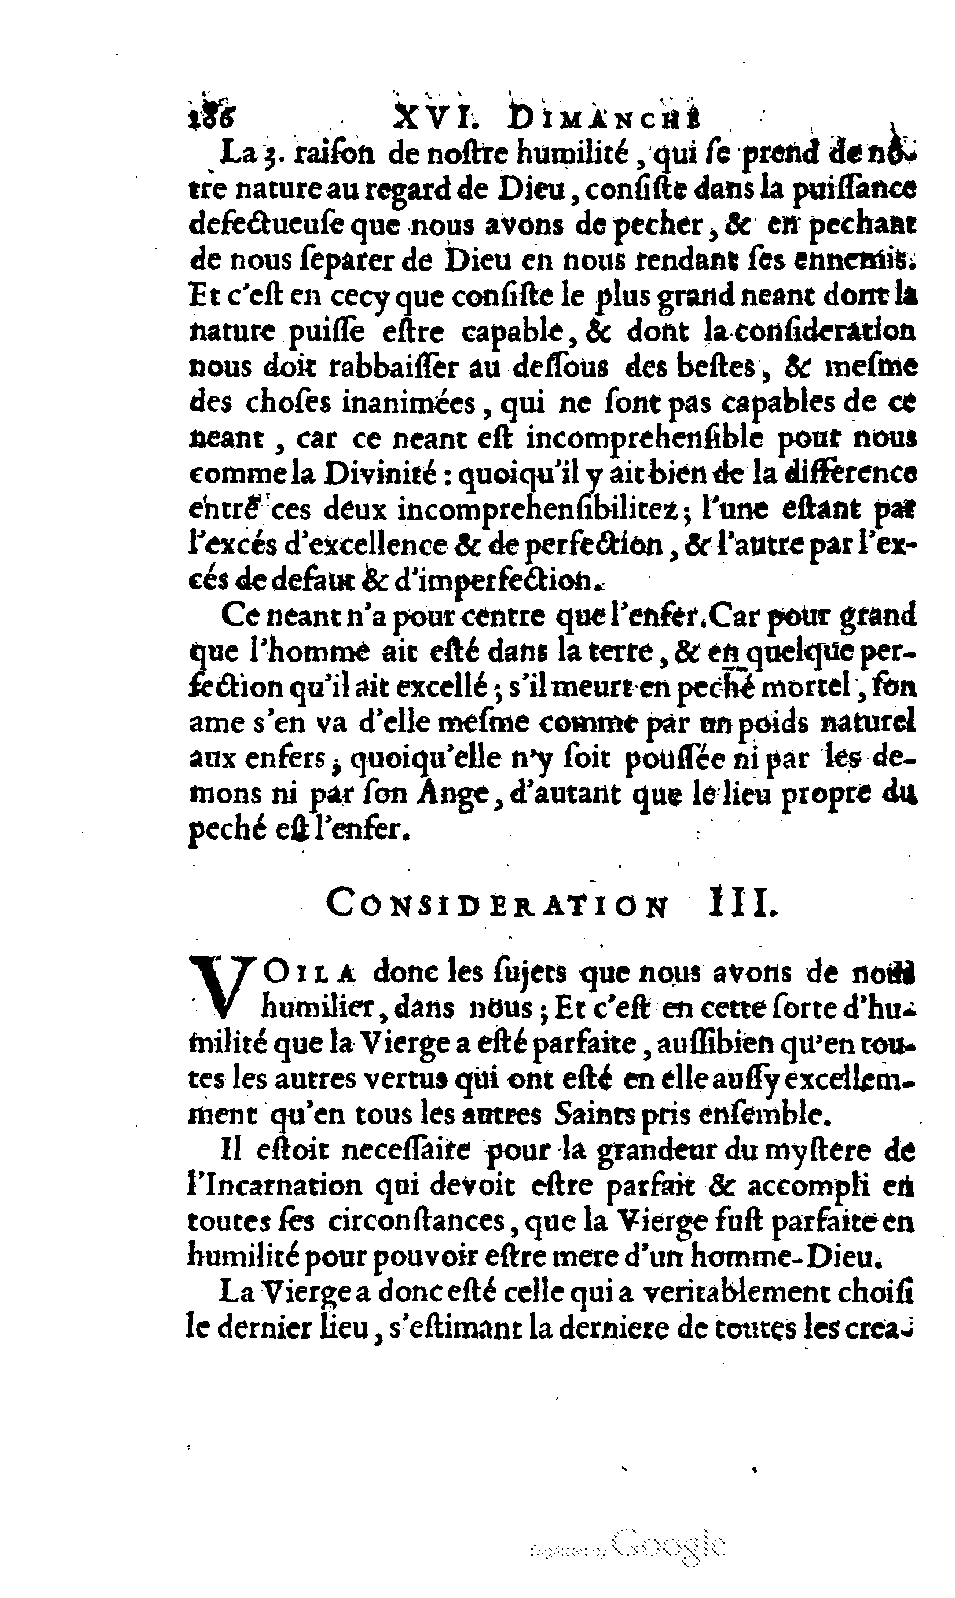 186 XVI. DIMANCHE
La 3. raiſon de noſtre humilité, qui ſe prend de nô-
tre nature au regard de Dieu, conſiſte dans la puiſſance
defectueuſe que nous avons de pecher, & en pechant
de nous ſeparer de Dieu en nous rendant ſes ennemis.
Et c'eſt en cecy que conſiſte le plus grand neant dont la
nature puiſſe eſtre capable, & dont la conſideration
nous doit rabbaiſſer au deſſous des beſtes, & meſme
des choſes inanimées, qui ne ſont pas capables de ce
neant, car ce neant eſt incomprehenſible pour nous
comme la Divinité : quoiqu'il y ait bien de la difference
entre ces deux incomprehenſibilitez; l'une eſtant par
l'excés d'excellence & de perfection, & l'autre par l'ex-
cés de defaut & d'imperfection.
Ce neant n'a pour centre que l'enfer. Car pour grand
que l'homme ait eſté dans la terre, & en quelque per-
fection qu'il ait excellé; s'il meurt en peché mortel, ſon
ame s'en va d'elle meſme comme par un poids naturel
aux enfers; quoiqu'elle n'y ſoit pouſſée ni par les de-
mons ni par ſon Ange, d'autant que le lieu propre du
peché eſt l'enfer.
CONSIDERATION III.
VOILA donc les ſujets que nous avons de nous
humilier, dans nous; Et c'eſt en cette ſorte d'hu-
milité que la Vierge a eſté parfaite, auſſibien qu'en tou-
tes les autres vertus qui ont eſté en elle auſſy excellem-
ment qu'en tous les autres Saints pris enſemble.
Il eſtoit neceſſaire pour la grandeur du myſtere de
l'Incarnation qui devoit eſtre parfait & accompli en
toutes ſes circonſtances, que la Vierge fuſt parfaite en
humilité pour pouvoir eſtre mere d'un homme-Dieu.
La Vierge a donc eſté celle qui a veritablement choiſi
le dernier lieu, s'eſtimant la derniere de toutes les crea-
Digitized by Google